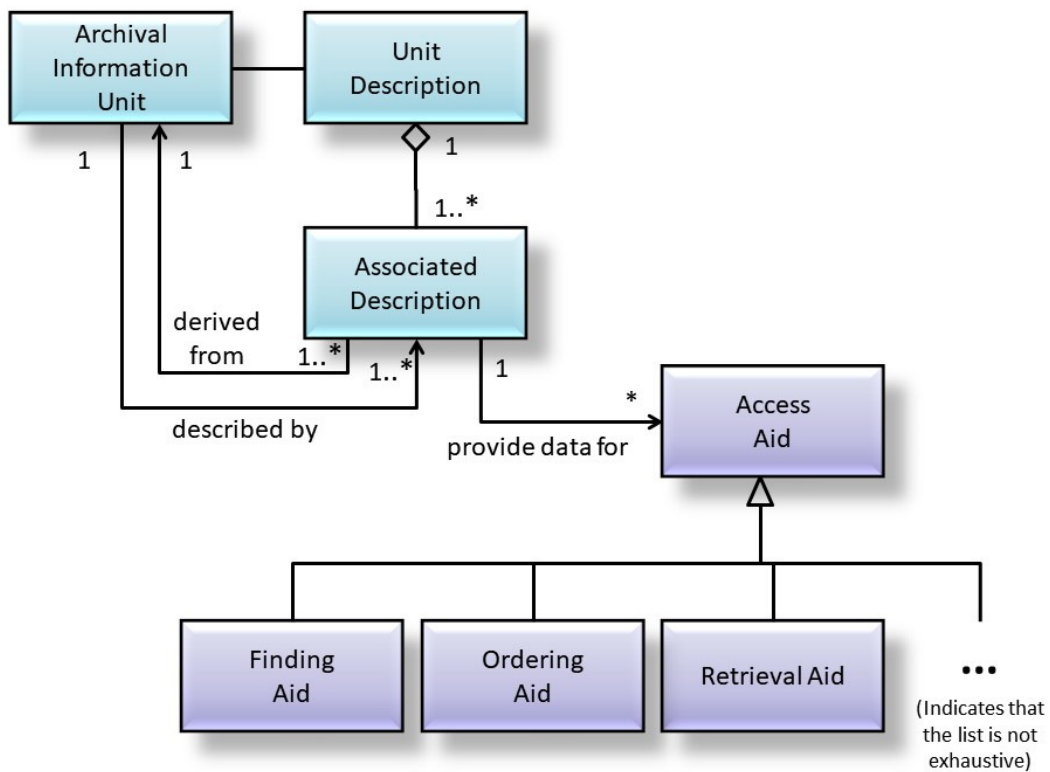 Archival
Information
Unit
Unit
Description
1
1
1
1..*
Associated
Description
derived
from
1..*
1..*
1
described by
*
provide data for
Access
Aid
Finding
Aid
Ordering
Aid
Retrieval Aid
...
(Indicates that
the list is not
exhaustive)